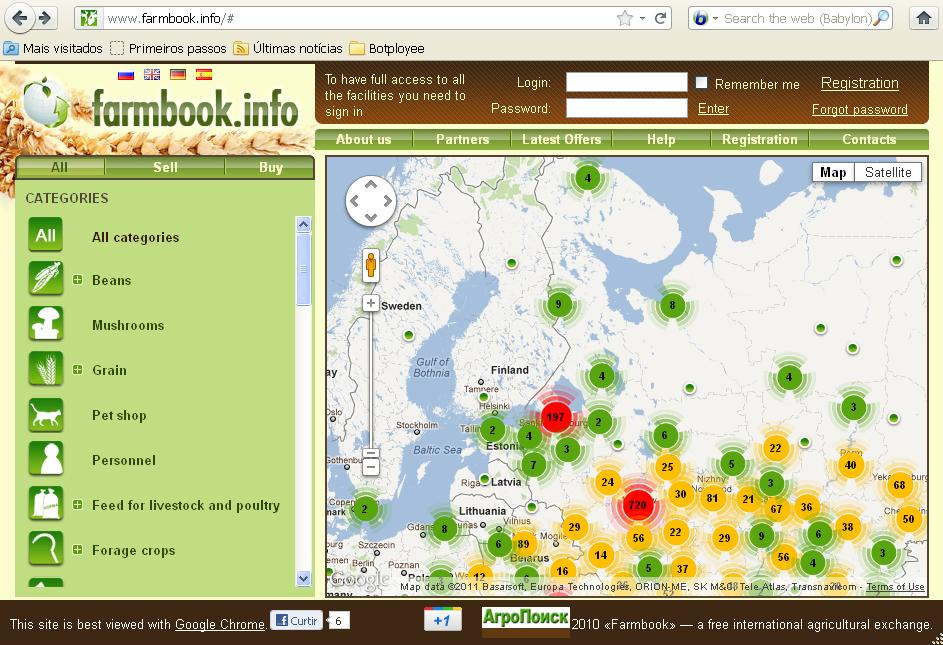 www.farmbook.info/#
Search the web (Babylon)
Mais visitados
Primeiros passos
Últimas notícias
Botployee
farmbook.info
To have full access to all
the facilities you need to
sign in
Login:
Remember me
Registration
Password:
Enter
Forgot password
About us
Partners
Latest Offers
Help
Registration
Contacts
All
Sell
Buy
CATEGORIES
All
All categories
Beans
Mushrooms
Grain
Pet shop
Personnel
Feed for livestock and poultry
Forage crops
Map
Satellite
4
Sweden
9
8
Gulf of
Bothnia
Finland
Tampere
Helsinki
4
4
3
Oslo
Stockholm
197
2
2
4
3
6
Estonia
Baltic Sea
7
22
25
5
40
Riga
Latvia
24
3
68
Nizhny
30
81
21
67
36
720
50
2
Lithuania
Vilnius
8
29
56
22
29
9
6
38
6
89
Szczecin
Belarus
14
56
3
4
Berlin
Poznan
12
16
5
37
Map data ©2011 Basarsoft, Europa Technologies, ORION-ME, SK M&C, Tele Atlas, Transnavicom - Terms of Use
This site is best viewed with Google Chrome.
Curtir
6
+1
АгроПоиск
2010 «Farmbook» — a free international agricultural exchange.